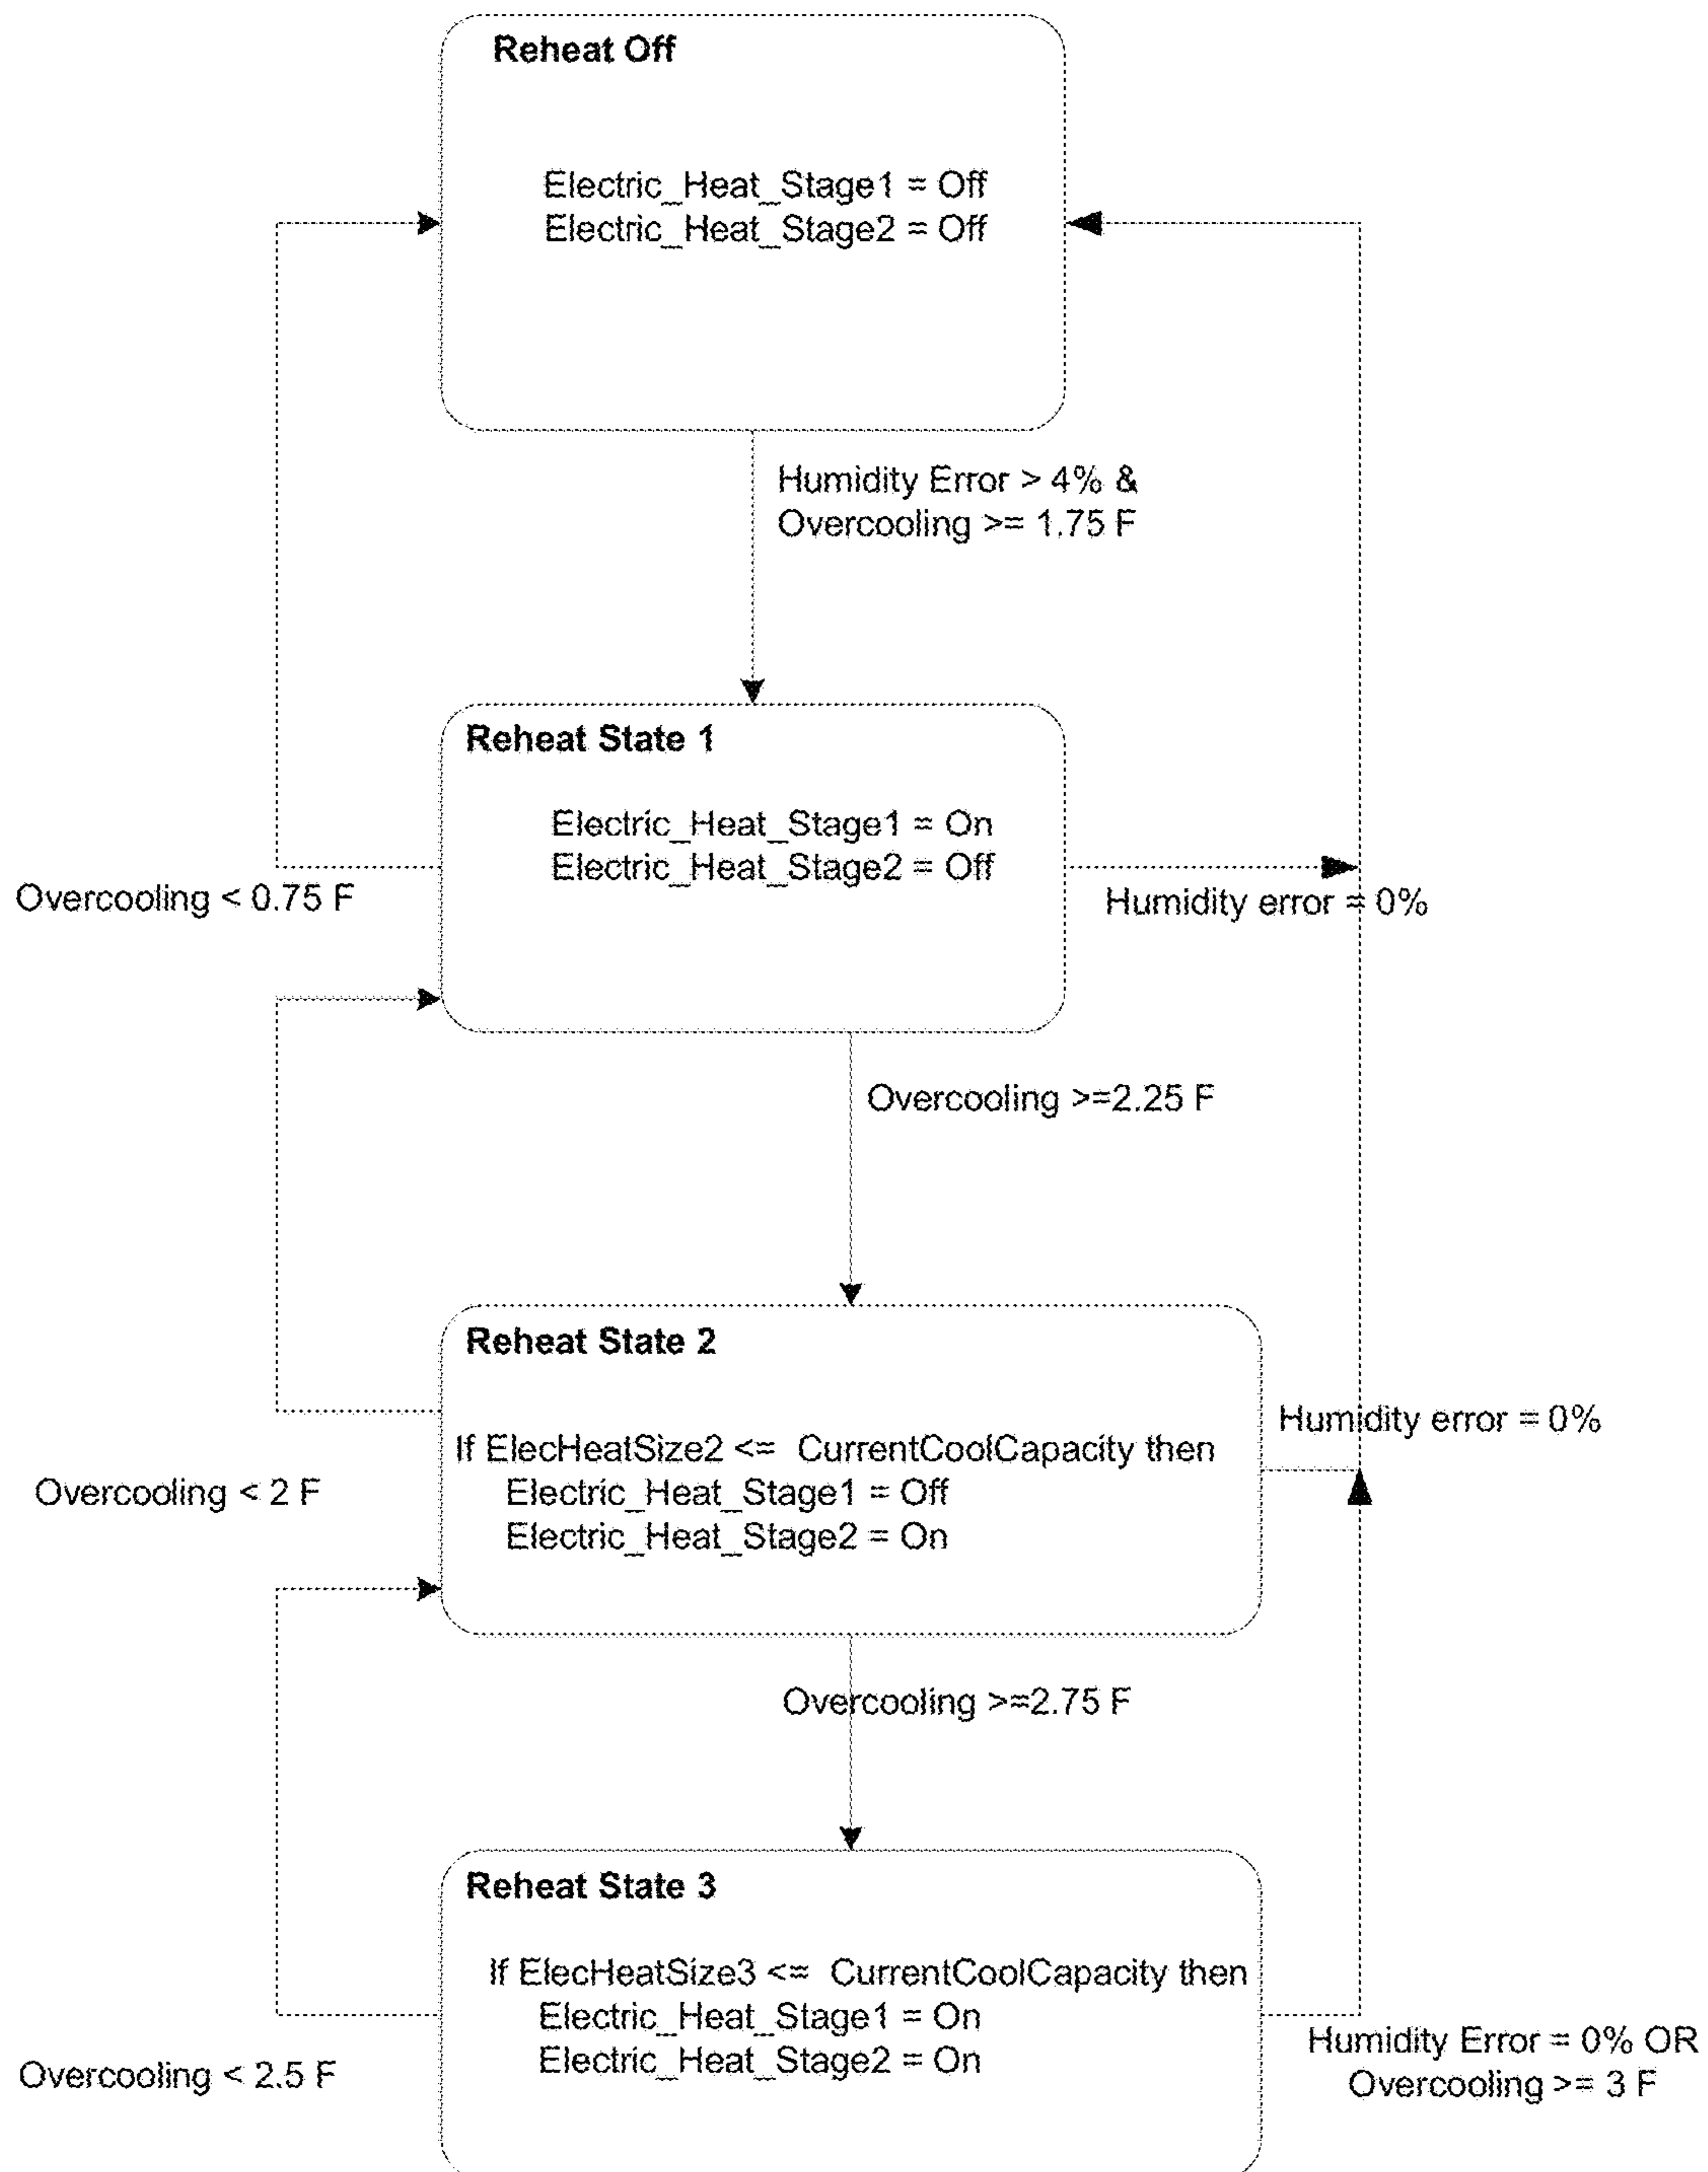 Reheat Off
Electric_Heat_Stage1 = Off
Electric_Heat_Stage2 = Off
Humidity Error > 4% &
Overcooling >= 1.75 F
Reheat State 1
Electric_Heat_Stage1 = On
Electric_Heat_Stage2 = Off
Overcooling < 0.75 F
Humidity error = 0%
Overcooling >=2.25 F
Reheat State 2
If ElecHeatSize2 <= CurrentCoolCapacity then
Electric_Heat_Stage1 = Off
Electric_Heat_Stage2 = On
Humidity error = 0%
Overcooling < 2 F
Overcooling >=2.75 F
Reheat State 3
If ElecHeatSize3 <= CurrentCoolCapacity then
Electric_Heat_Stage1 = On
Electric_Heat_Stage2 = On
Overcooling < 2.5 F
Humidity Error = 0% OR
Overcooling >= 3 F